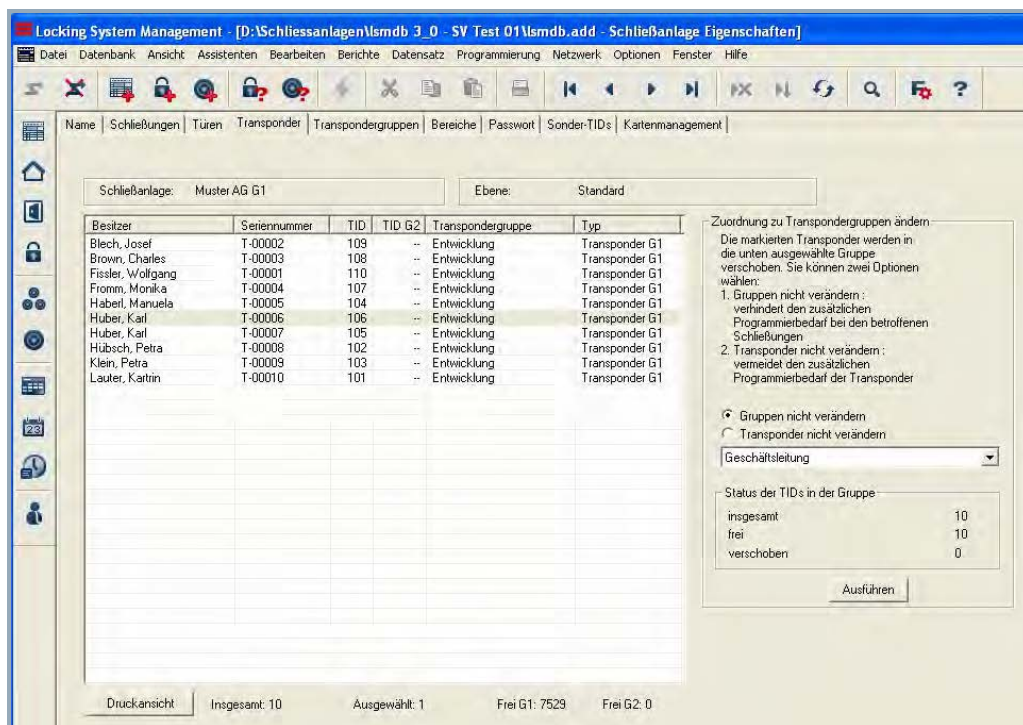 Locking System Management - [D:\Schliessanlagen\lsmdb 3_0 - SV Test 01\lsmdb.add - Schließanlage Eigenschaften]
Datei Datenbank Ansicht Assistenten Bearbeiten Berichte Datensatz Programmierung Netzwerk Optionen Fenster Hilfe
Name Schließungen Türen Transponder Transpondergruppen Bereiche Passwort Sonder-TIDs Kartenmanagement
Schließanlage: Muster AG G1 Ebene: Standard
Besitzer Seriennummer TID TID G2 Transpondergruppe Typ
Blech, Josef T-00002 109 -- Entwicklung Transponder G1
Brown, Charles T-00003 108 -- Entwicklung Transponder G1
Fissler, Wolfgang T-00001 110 -- Entwicklung Transponder G1
Fromm, Monika T-00004 107 -- Entwicklung Transponder G1
Haberl, Manuela T-00005 104 -- Entwicklung Transponder G1
Huber, Karl T-00006 106 -- Entwicklung Transponder G1
Huber, Karl T-00007 105 -- Entwicklung Transponder G1
Hübsch, Petra T-00008 102 -- Entwicklung Transponder G1
Klein, Petra T-00009 103 -- Entwicklung Transponder G1
Lauter, Kartrin T-00010 101 -- Entwicklung Transponder G1
Zuordnung zu Transpondergruppen ändern
Die markierten Transponder werden in
die unten ausgewählte Gruppe
verschoben. Sie können zwei Optionen
wählen:
1. Gruppen nicht verändern :
verhindert den zusätzlichen
Programmierbedarf bei den betroffenen
Schließungen
2. Transponder nicht verändern :
vermeidet den zusätzlichen
Programmierbedarf der Transponder
Gruppen nicht verändern
Transponder nicht verändern
Geschäftsleitung
Status der TIDs in der Gruppe
insgesamt 10
frei 10
verschoben 0
Ausführen
Druckansicht Insgesamt: 10 Ausgewählt: 1 Frei G1: 7529 Frei G2: 0